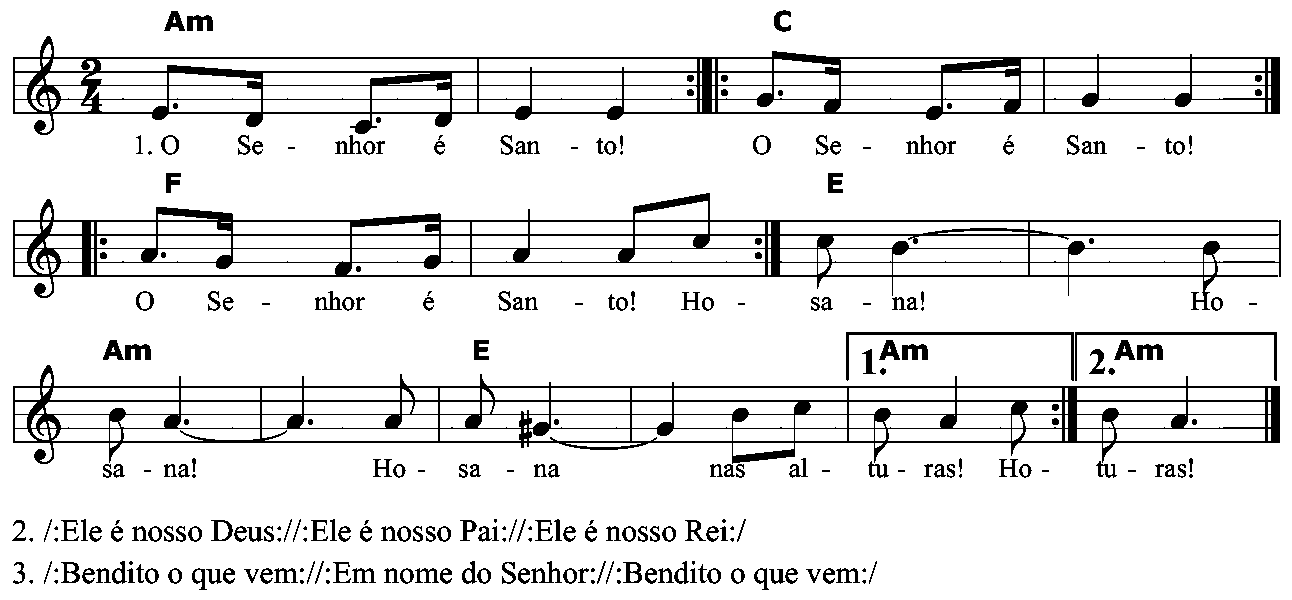 Am C
2/4
1. O Se - nhor é San - to! O Se - nhor é San - to!
F E
O Se - nhor é San - to! Ho - sa - na! Ho -
Am E 1. Am 2. Am
sa - na! Ho - sa - na nas al - tu - ras! Ho - tu - ras!
2. /:Ele é nosso Deus://:Ele é nosso Pai://:Ele é nosso Rei:/
3. /:Bendito o que vem://:Em nome do Senhor://:Bendito o que vem:/